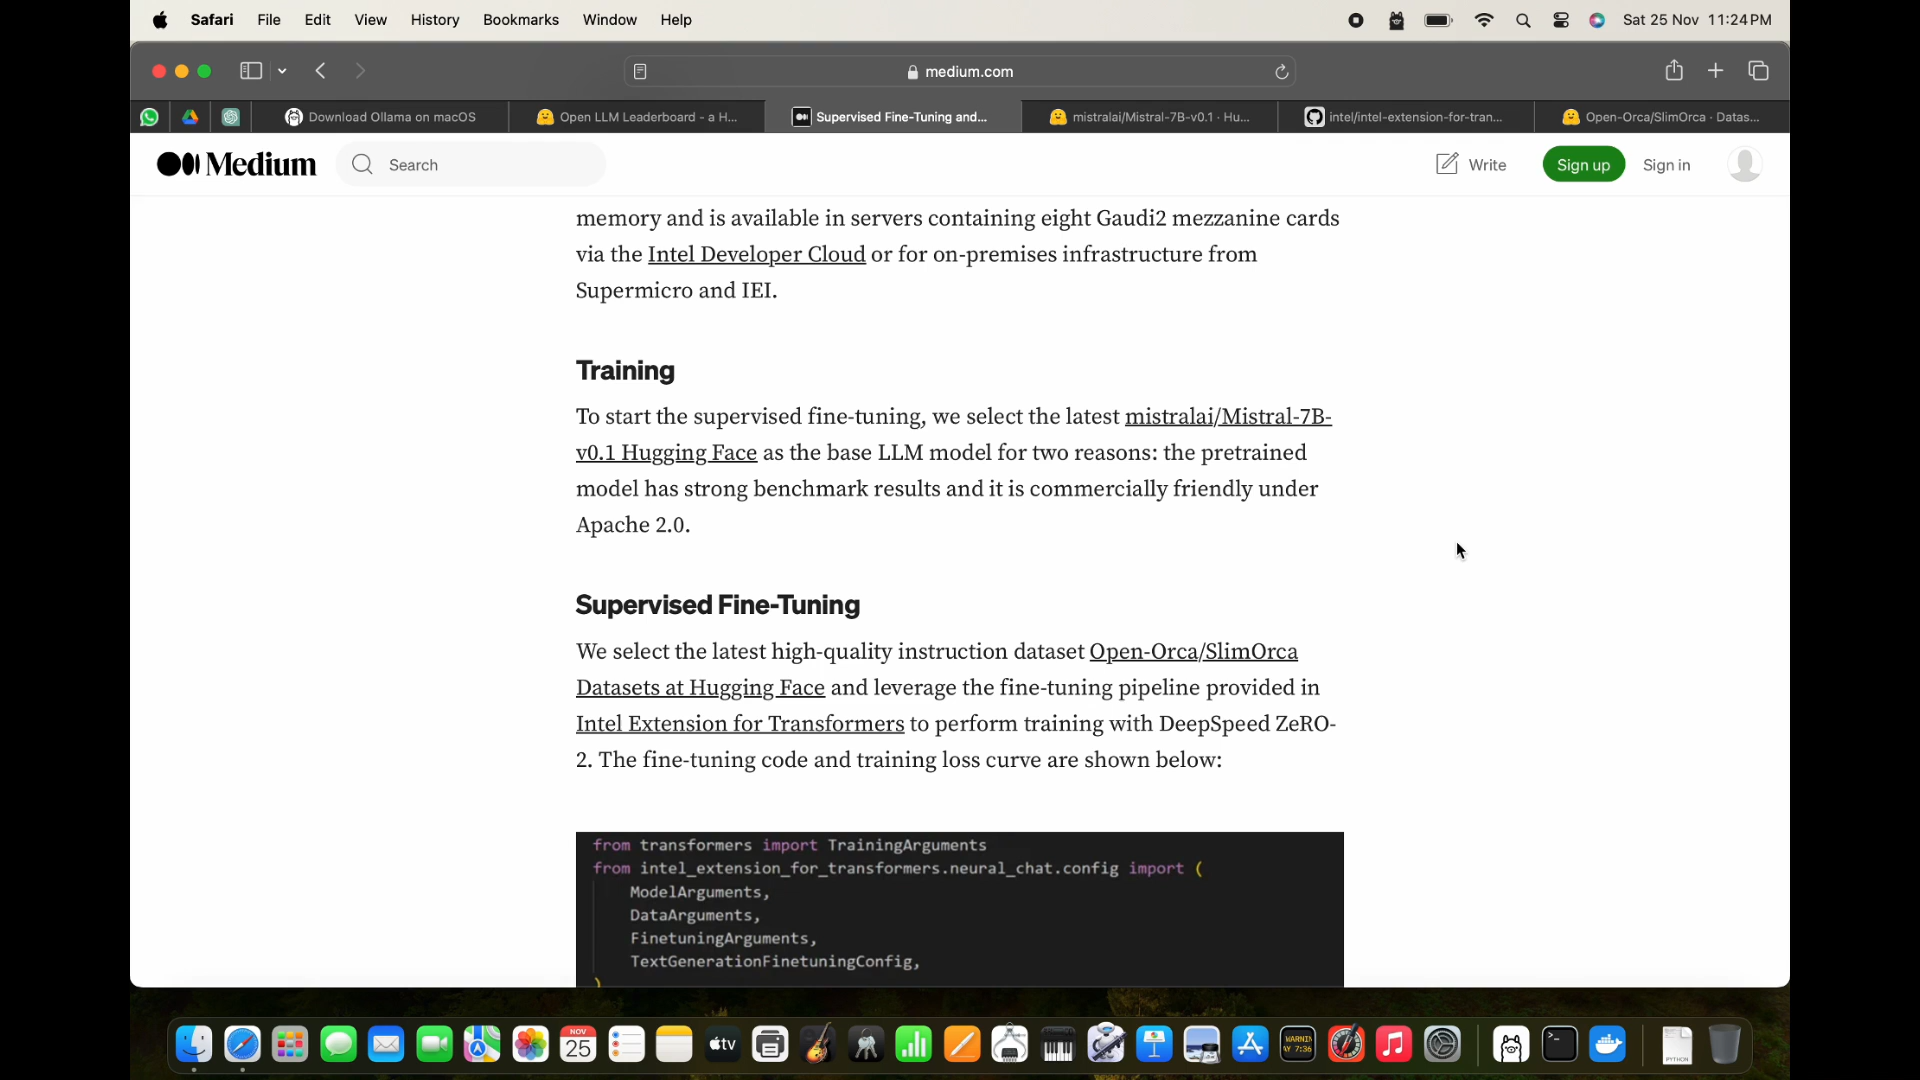 Safari File Edit View History Bookmarks Window Help Sat 25 Nov 11:24PM
medium.com
Download Ollama on macOS Open LLM Leaderboard - a H... Supervised Fine-Tuning and... mistralai/Mistral-7B-v0.1 · Hu... intel/intel-extension-for-tran... Open-Orca/SlimOrca · Datas...
Medium Search Write Sign up Sign in
memory and is available in servers containing eight Gaudi2 mezzanine cards
via the Intel Developer Cloud or for on-premises infrastructure from
Supermicro and IEI.
Training
To start the supervised fine-tuning, we select the latest mistralai/Mistral-7B-
v0.1 Hugging Face as the base LLM model for two reasons: the pretrained
model has strong benchmark results and it is commercially friendly under
Apache 2.0.
Supervised Fine-Tuning
We select the latest high-quality instruction dataset Open-Orca/SlimOrca
Datasets at Hugging Face and leverage the fine-tuning pipeline provided in
Intel Extension for Transformers to perform training with DeepSpeed ZeRO-
2. The fine-tuning code and training loss curve are shown below:
from transformers import TrainingArguments
from intel_extension_for_transformers.neural_chat.config import (
ModelArguments,
DataArguments,
FinetuningArguments,
TextGenerationFinetuningConfig,
)
NOV
25
tv
WARNIN
AY 7:36
PYTHON